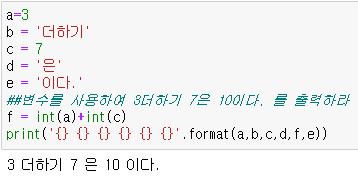 a=3
b = '더하기'
c = 7
d = '은'
e = '이다.'
##변수를 사용하여 3더하기 7은 10이다. 를 출력하라
f = int(a)+int(c)
print('{} {} {} {} {} {}'.format(a,b,c,d,f,e))
3 더하기 7 은 10 이다.